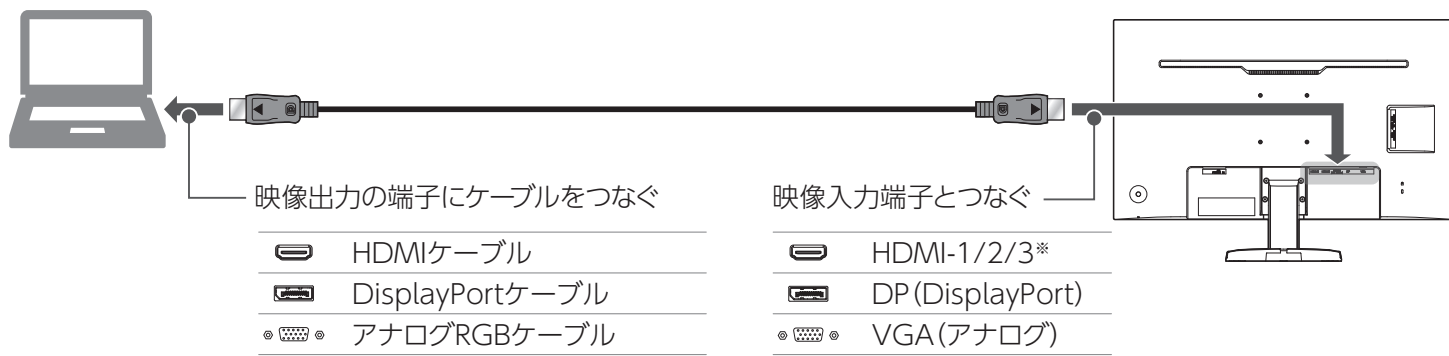 映像出力の端子にケーブルをつなぐ
HDMIケーブル
DisplayPortケーブル
アナログRGBケーブル
映像入力端子とつなぐ
HDMI-1/2/3※
DP(DisplayPort)
VGA(アナログ)